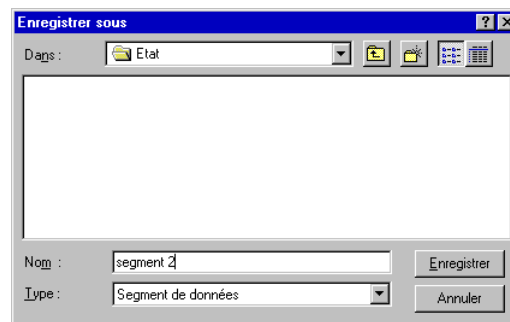 Enregistrer sous
Dans : Etat
Nom : segment 2 Enregistrer
Type : Segment de données Annuler